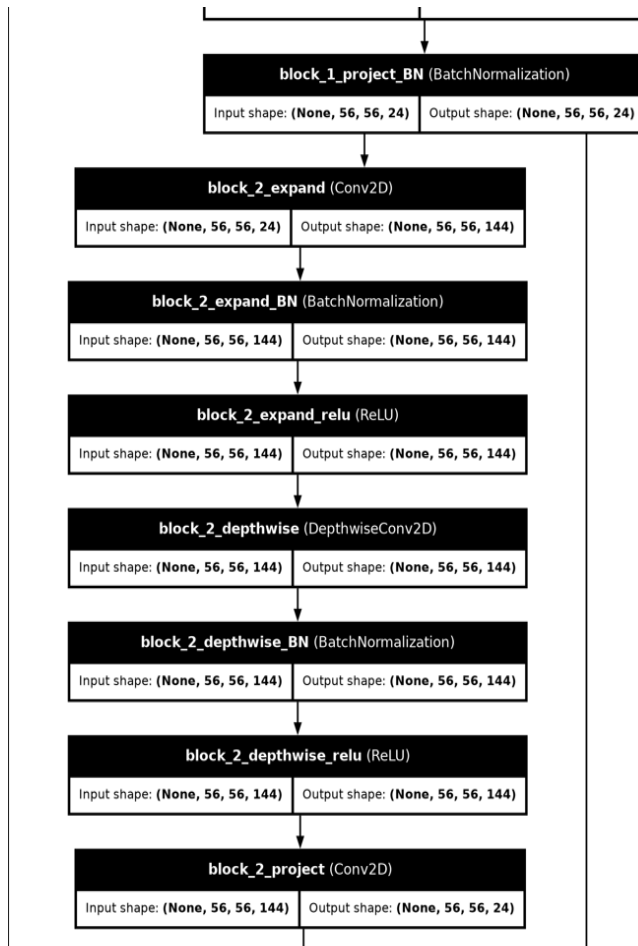 block_1_project_BN (BatchNormalization)
Input shape: (None, 56, 56, 24) Output shape: (None, 56, 56, 24)
block_2_expand (Conv2D)
Input shape: (None, 56, 56, 24) Output shape: (None, 56, 56, 144)
block_2_expand_BN (BatchNormalization)
Input shape: (None, 56, 56, 144) Output shape: (None, 56, 56, 144)
block_2_expand_relu (ReLU)
Input shape: (None, 56, 56, 144) Output shape: (None, 56, 56, 144)
block_2_depthwise (DepthwiseConv2D)
Input shape: (None, 56, 56, 144) Output shape: (None, 56, 56, 144)
block_2_depthwise_BN (BatchNormalization)
Input shape: (None, 56, 56, 144) Output shape: (None, 56, 56, 144)
block_2_depthwise_relu (ReLU)
Input shape: (None, 56, 56, 144) Output shape: (None, 56, 56, 144)
block_2_project (Conv2D)
Input shape: (None, 56, 56, 144) Output shape: (None, 56, 56, 24)